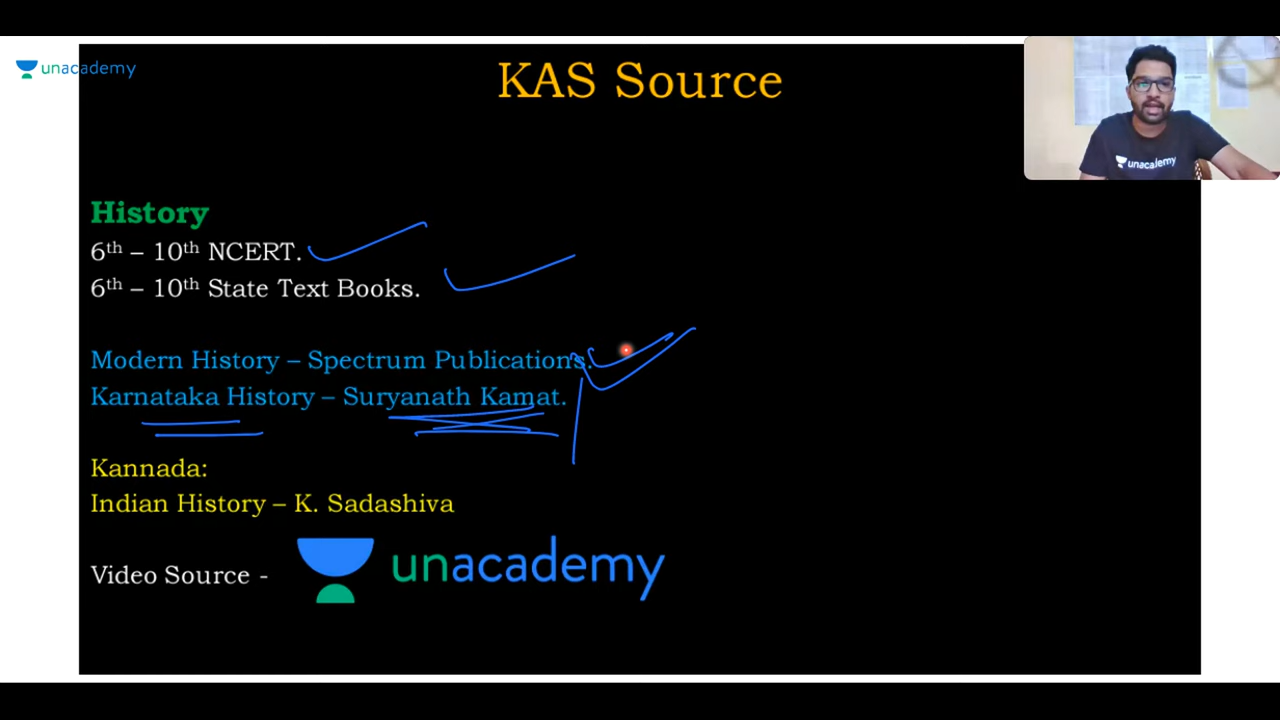 unacademy
KAS Source
unacademy
History
6th – 10th NCERT.
6th – 10th State Text Books.
Modern History – Spectrum Publications.
Karnataka History – Suryanath Kamat.
Kannada:
Indian History – K. Sadashiva
Video Source - unacademy